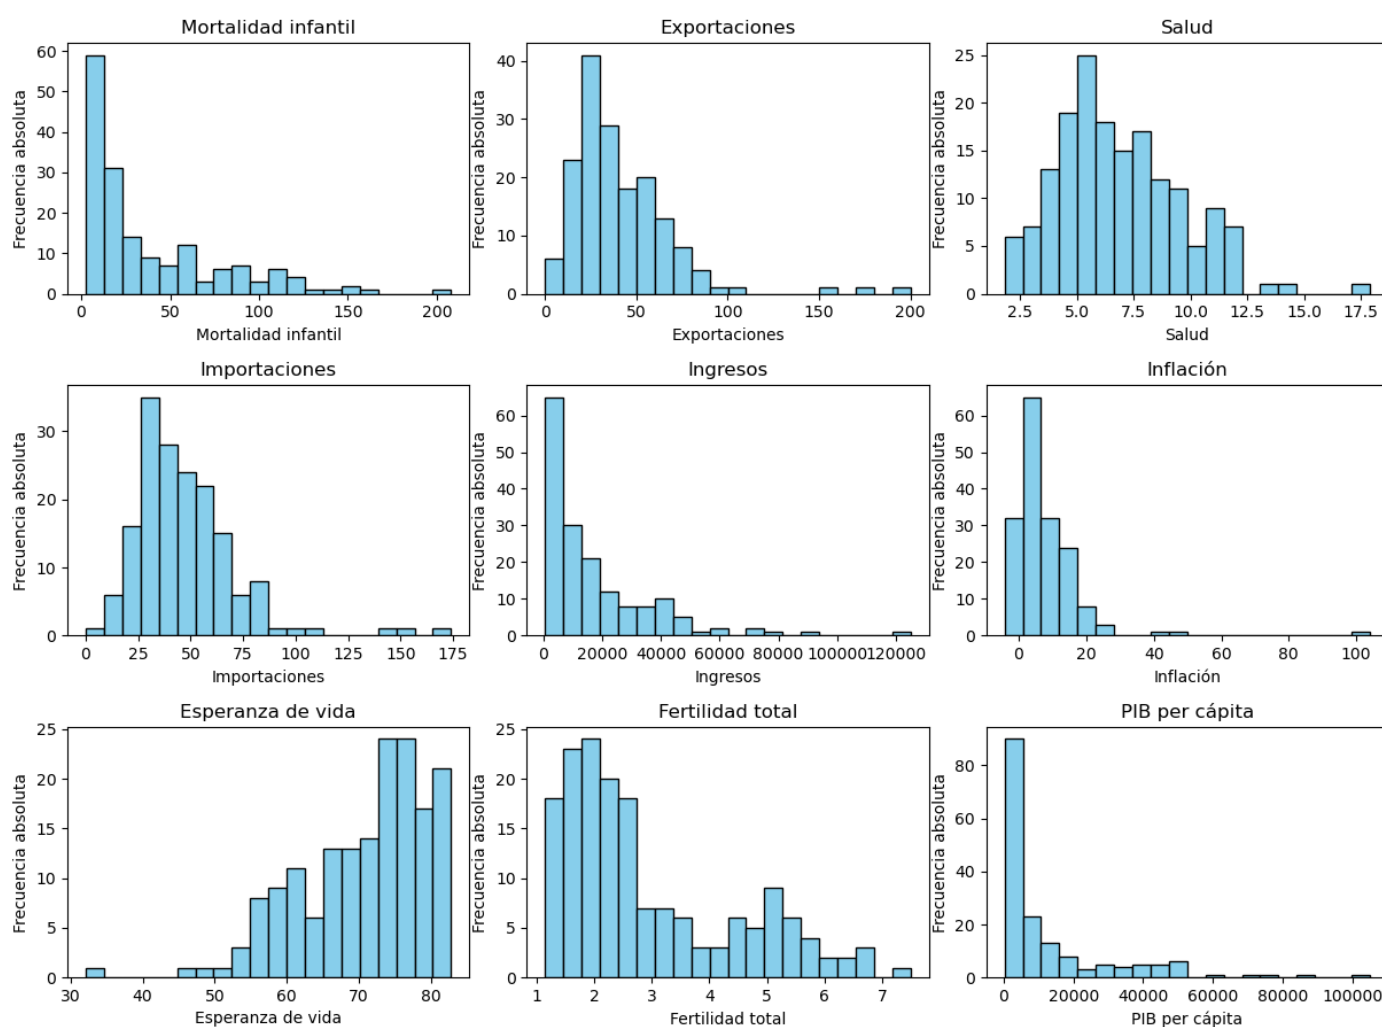 Mortalidad infantil
Frecuencia absoluta
60
50
40
30
20
10
0
0 50 100 150 200
Mortalidad infantil
Exportaciones
Frecuencia absoluta
40
30
20
10
0
0 50 100 150 200
Exportaciones
Salud
Frecuencia absoluta
25
20
15
10
5
0
2.5 5.0 7.5 10.0 12.5 15.0 17.5
Salud
Importaciones
Frecuencia absoluta
30
20
10
0
0 25 50 75 100 125 150 175
Importaciones
Ingresos
Frecuencia absoluta
60
50
40
30
20
10
0
0 20000 40000 60000 80000 100000 120000
Ingresos
Inflación
Frecuencia absoluta
60
50
40
30
20
10
0
0 20 40 60 80 100
Inflación
Esperanza de vida
Frecuencia absoluta
25
20
15
10
5
0
30 40 50 60 70 80
Esperanza de vida
Fertilidad total
Frecuencia absoluta
25
20
15
10
5
0
1 2 3 4 5 6 7
Fertilidad total
PIB per cápita
Frecuencia absoluta
80
60
40
20
0
0 20000 40000 60000 80000 100000
PIB per cápita